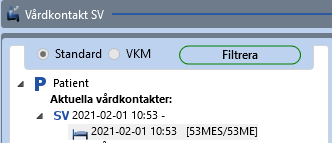 Vårdkontakt SV
Standard VKM Filtrera
P Patient
Aktuella vårdkontakter:
SV 2021-02-01 10:53 -
2021-02-01 10:53 [53MES/53ME]